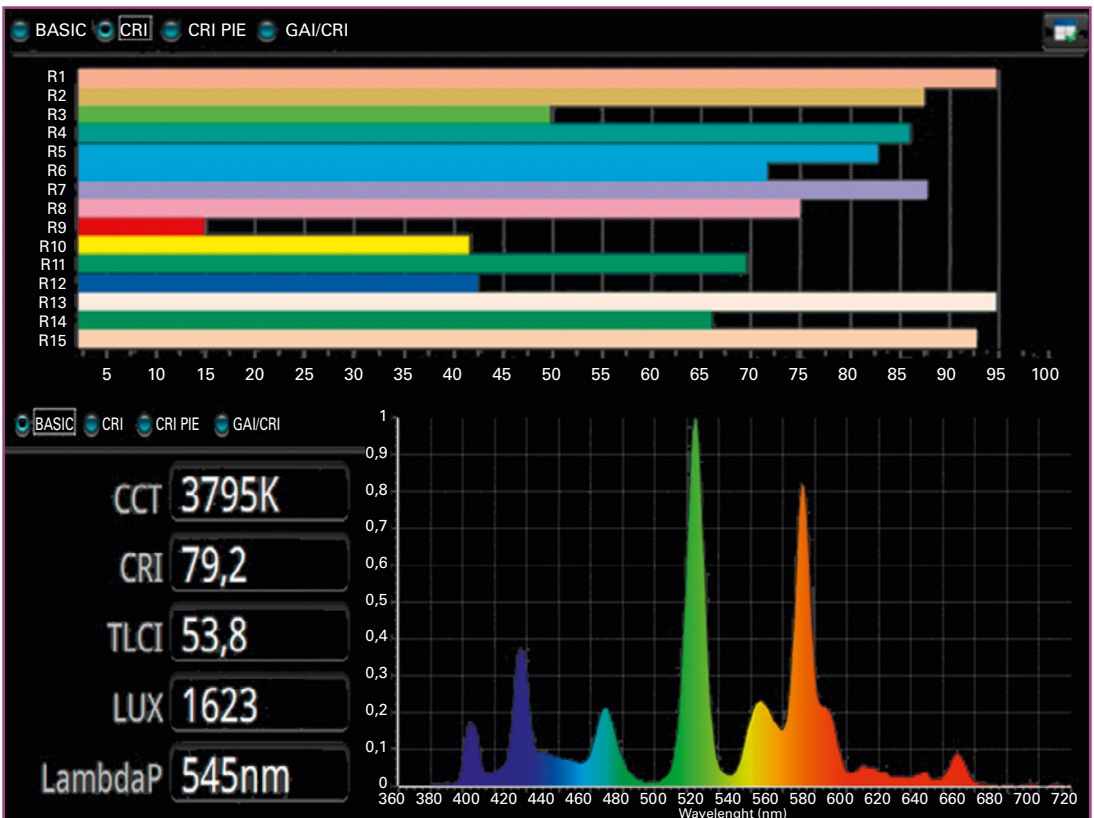 BASIC CRI CRI PIE GAI/CRI
R1
R2
R3
R4
R5
R6
R7
R8
R9
R10
R11
R12
R13
R14
R15
5 10 15 20 25 30 35 40 45 50 55 60 65 70 75 80 85 90 95 100
BASIC CRI CRI PIE GAI/CRI
CCT 3795K
CRI 79,2
TLCI 53,8
LUX 1623
LambdaP 545nm
1
0,9
0,8
0,7
0,6
0,5
0,4
0,3
0,2
0,1
0
360 380 400 420 440 460 480 500 520 540 560 580 600 620 640 660 680 700 720
Wavelenght (nm)